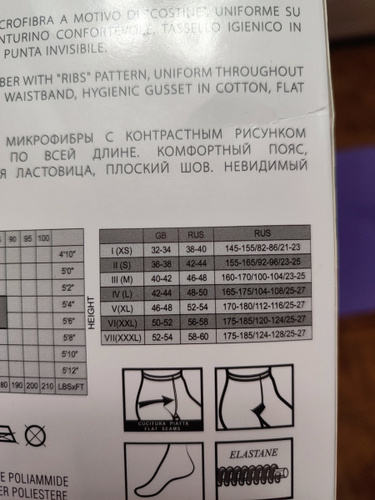 MICROFIBRA A MOTIVO DI COSTINE, UNIFORME SU
CONFORTEVOLE, TASSELLO IGIENICO IN
PUNTA INVISIBILE.
WITH "RIBS" PATTERN, UNIFORM THROUGHOUT
WAISTBAND, HYGIENIC GUSSET IN COTTON, FLAT
МИКРОФИБРЫ С КОНТРАСТНЫМ РИСУНКОМ
ПО ВСЕЙ ДЛИНЕ. КОМФОРТНЫЙ ПОЯС,
ЛАСТОВИЦА, ПЛОСКИЙ ШОВ. НЕВИДИМЫЙ
90 95 100
4'10"
5'0"
5'2"
5'4"
5'6"
5'8"
5'10"
5'12"
190 200 210 LBSxFT
HEIGHT
GB RUS RUS
I (XS) 32-34 38-40 145-155/82-86/21-23
II (S) 36-38 42-44 155-165/92-96/23-25
III (M) 40-42 46-48 160-170/100-104/23-25
IV (L) 42-44 48-50 165-175/104-108/25-27
V(XL) 46-48 52-54 170-180/112-116/25-27
VI(XXL) 50-52 56-58 175-185/120-124/25-27
VII(XXXL) 52-54 58-60 175-185/124-128/25-27
CUCITURA PIATTA
FLAT SEAMS
ELASTANE
POLIAMMIDE
POLIESTERE